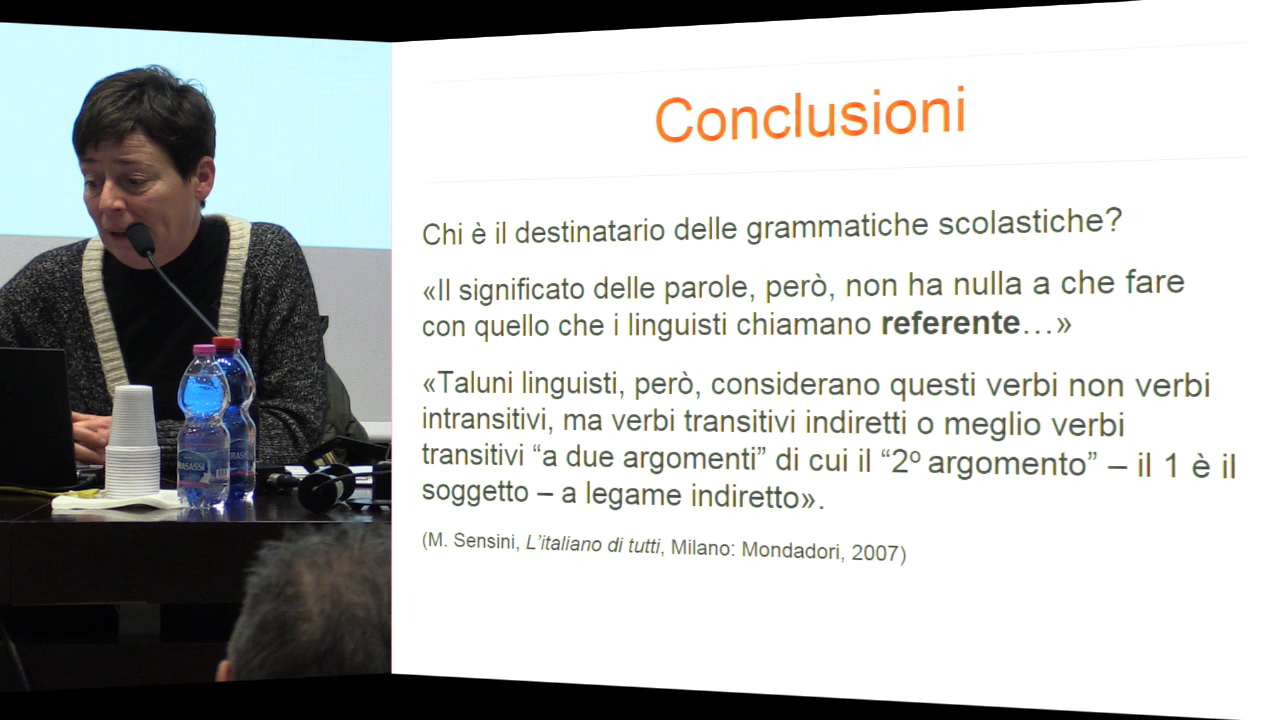 Conclusioni
Chi è il destinatario delle grammatiche scolastiche?
«Il significato delle parole, però, non ha nulla a che fare
con quello che i linguisti chiamano referente…»
«Taluni linguisti, però, considerano questi verbi non verbi
intransitivi, ma verbi transitivi indiretti o meglio verbi
transitivi “a due argomenti” di cui il “2º argomento” – il 1 è il
soggetto – a legame indiretto».
(M. Sensini, L’italiano di tutti, Milano: Mondadori, 2007)